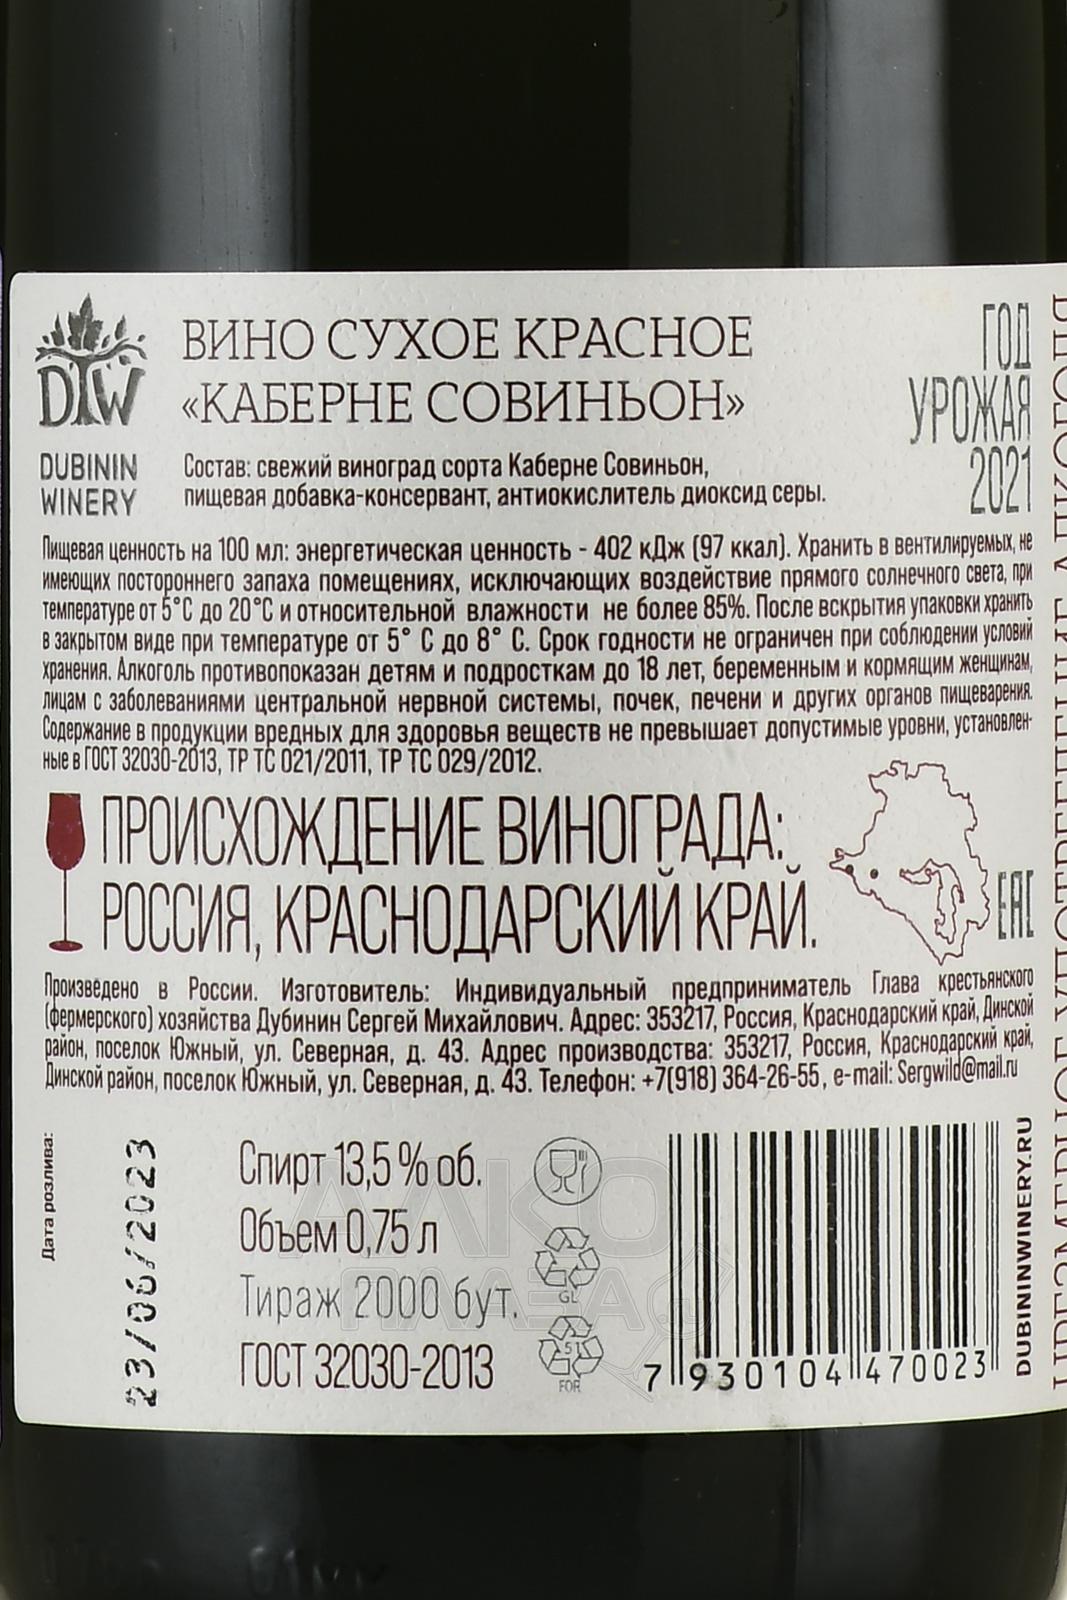 DW
DUBININ
WINERY
ВИНО СУХОЕ КРАСНОЕ
«КАБЕРНЕ СОВИНЬОН»
ГОД
УРОЖАЯ
2021
Состав: свежий виноград сорта Каберне Совиньон,
пищевая добавка-консервант, антиокислитель диоксид серы.
Пищевая ценность на 100 мл: энергетическая ценность - 402 кДж (97 ккал). Хранить в вентилируемых, не
имеющих постороннего запаха помещениях, исключающих воздействие прямого солнечного света, при
температуре от 5°С до 20°С и относительной влажности не более 85%. После вскрытия упаковки хранить
в закрытом виде при температуре от 5° С до 8° С. Срок годности не ограничен при соблюдении условий
хранения. Алкоголь противопоказан детям и подросткам до 18 лет, беременным и кормящим женщинам,
лицам с заболеваниями центральной нервной системы, почек, печени и других органов пищеварения.
Содержание в продукции вредных для здоровья веществ не превышает допустимые уровни, установлен-
ные в ГОСТ 32030-2013, ТР ТС 021/2011, ТР ТС 029/2012.
ПРОИСХОЖДЕНИЕ ВИНОГРАДА:
РОССИЯ, КРАСНОДАРСКИЙ КРАЙ.
ЕАС
Произведено в России. Изготовитель: Индивидуальный предприниматель Глава крестьянского
(фермерского) хозяйства Дубинин Сергей Михайлович. Адрес: 353217, Россия, Краснодарский край, Динской
район, поселок Южный, ул. Северная, д. 43. Адрес производства: 353217, Россия, Краснодарский край,
Динской район, поселок Южный, ул. Северная, д. 43. Телефон: +7(918) 364-26-55, e-mail: Sergwild@mail.ru
Дата розлива:
23/06/2023
Спирт 13,5 % об.
Объем 0,75 л
Тираж 2000 бут.
ГОСТ 32030-2013
GL
51
FOR
7 930104 470023
DUBININWINERY.RU
АЛКО
ПЛАЗА